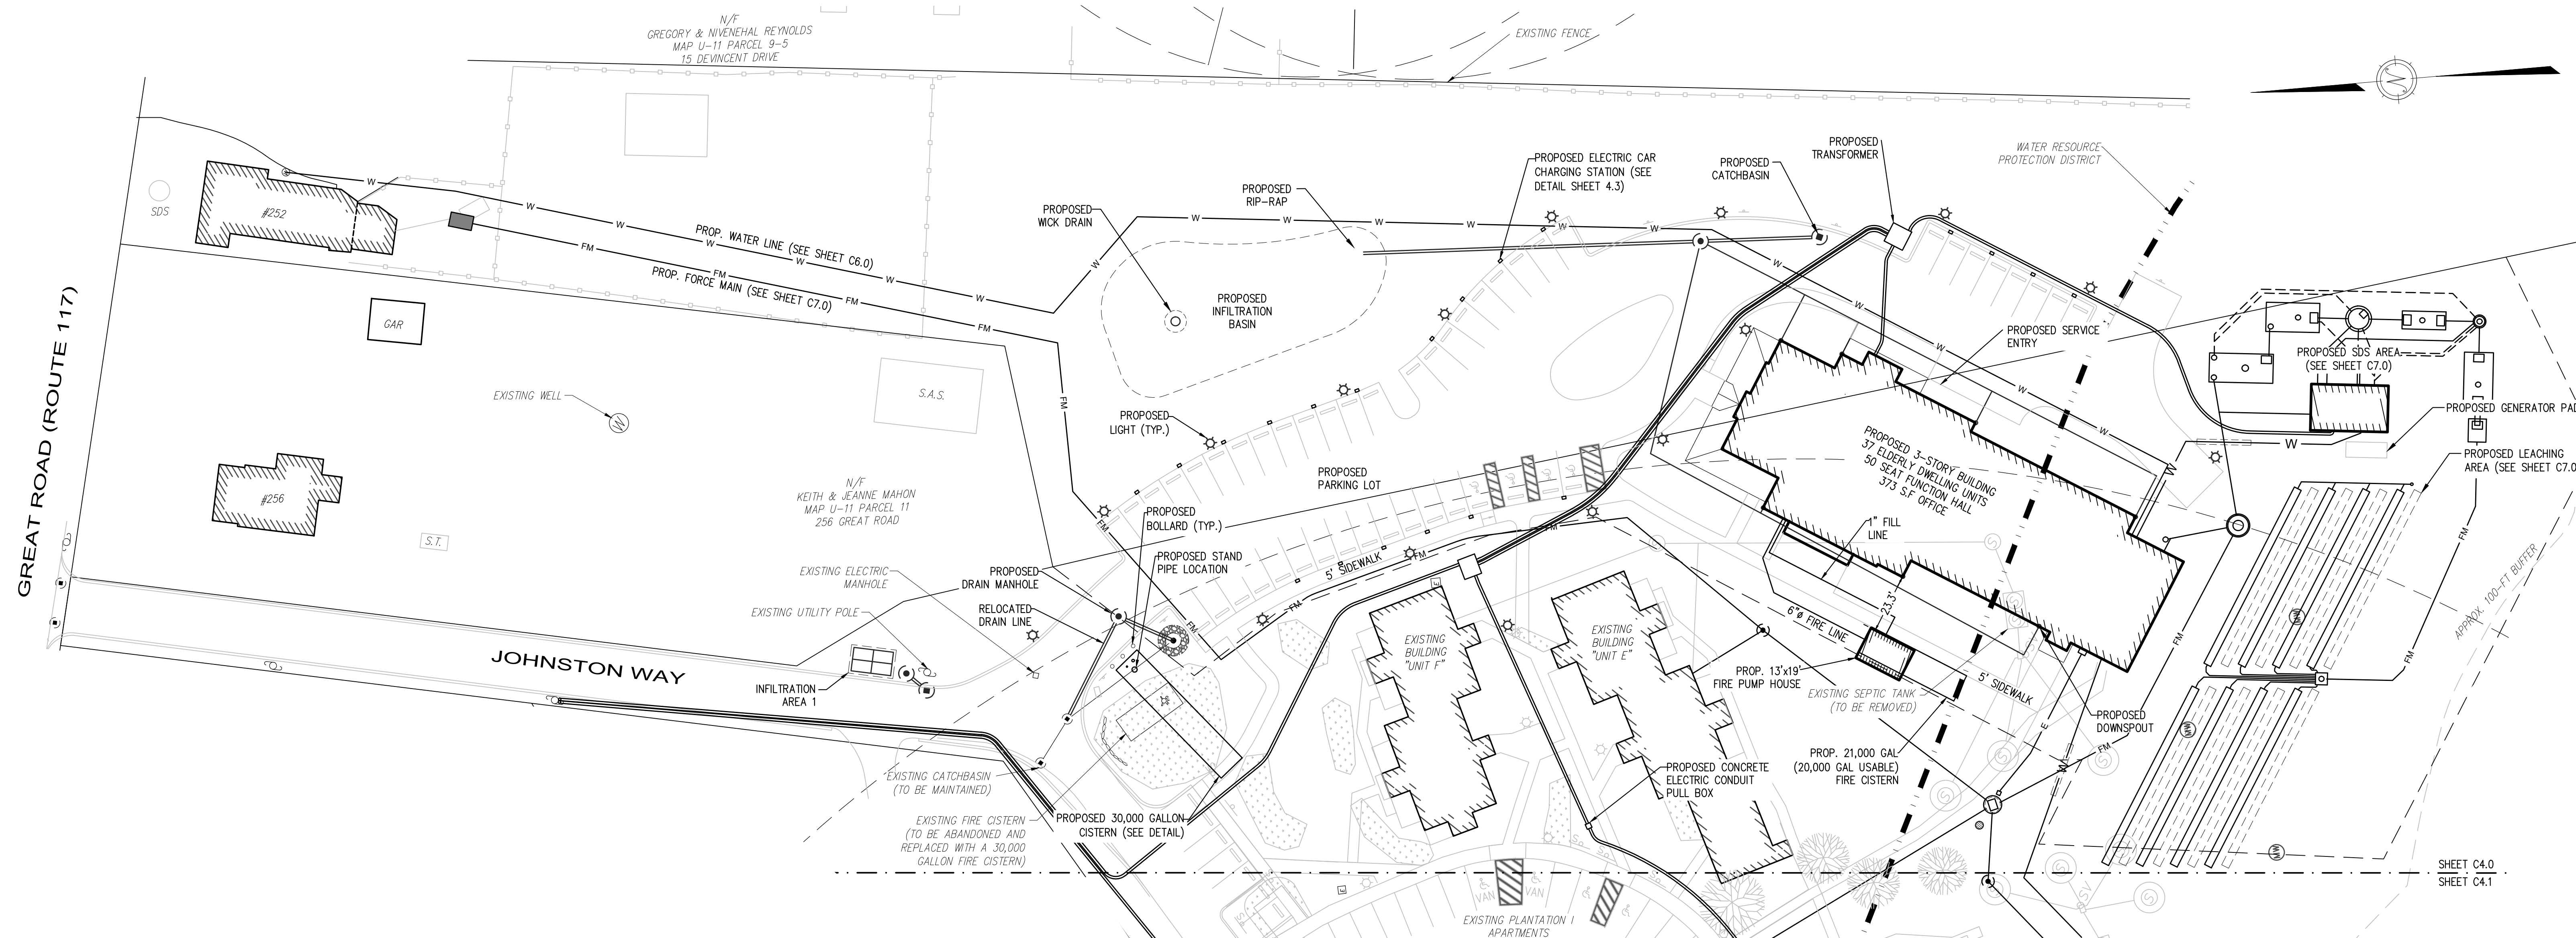 N/F
GREGORY & NIVENEHAL REYNOLDS
MAP U-11 PARCEL 9-5
15 DEVINCENT DRIVE
EXISTING FENCE
WATER RESOURCE
PROTECTION DISTRICT
PROPOSED
TRANSFORMER
PROPOSED
CATCHBASIN
PROPOSED ELECTRIC CAR
CHARGING STATION (SEE
DETAIL SHEET 4.3)
PROPOSED
RIP-RAP
PROPOSED
WICK DRAIN
SDS
#252
PROP. WATER LINE (SEE SHEET C6.0)
PROP. FORCE MAIN (SEE SHEET C7.0)
PROPOSED
INFILTRATION
BASIN
GAR
PROPOSED SERVICE
ENTRY
PROPOSED SDS AREA
(SEE SHEET C7.0)
PROPOSED GENERATOR PAD
PROPOSED LEACHING
AREA (SEE SHEET C7.0
GREAT ROAD (ROUTE 117)
EXISTING WELL
W
S.A.S.
PROPOSED
LIGHT (TYP.)
PROPOSED
PARKING LOT
PROPOSED 3-STORY BUILDING
37 ELDERLY DWELLING UNITS
50 SEAT FUNCTION HALL
373 S.F OFFICE
#256
S.T.
N/F
KEITH & JEANNE MAHON
MAP U-11 PARCEL 11
256 GREAT ROAD
PROPOSED
BOLLARD (TYP.)
PROPOSED STAND
PIPE LOCATION
1" FILL
LINE
5' SIDEWALK
EXISTING ELECTRIC
MANHOLE
PROPOSED
DRAIN MANHOLE
EXISTING UTILITY POLE
RELOCATED
DRAIN LINE
APPROX. 100-FT BUFFER
23.3'
6"ø FIRE LINE
EXISTING
BUILDING
"UNIT F"
EXISTING
BUILDING
"UNIT E"
PROP. 13'x19'
FIRE PUMP HOUSE
5' SIDEWALK
EXISTING SEPTIC TANK
(TO BE REMOVED)
PROPOSED
DOWNSPOUT
JOHNSTON WAY
INFILTRATION
AREA 1
PROP. 21,000 GAL
(20,000 GAL USABLE)
FIRE CISTERN
PROPOSED CONCRETE
ELECTRIC CONDUIT
PULL BOX
EXISTING CATCHBASIN
(TO BE MAINTAINED)
EXISTING FIRE CISTERN
(TO BE ABANDONED AND
REPLACED WITH A 30,000
GALLON FIRE CISTERN)
PROPOSED 30,000 GALLON
CISTERN (SEE DETAIL)
SHEET C4.0
SHEET C4.1
VAN
VAN
EXISTING PLANTATION I
APARTMENTS